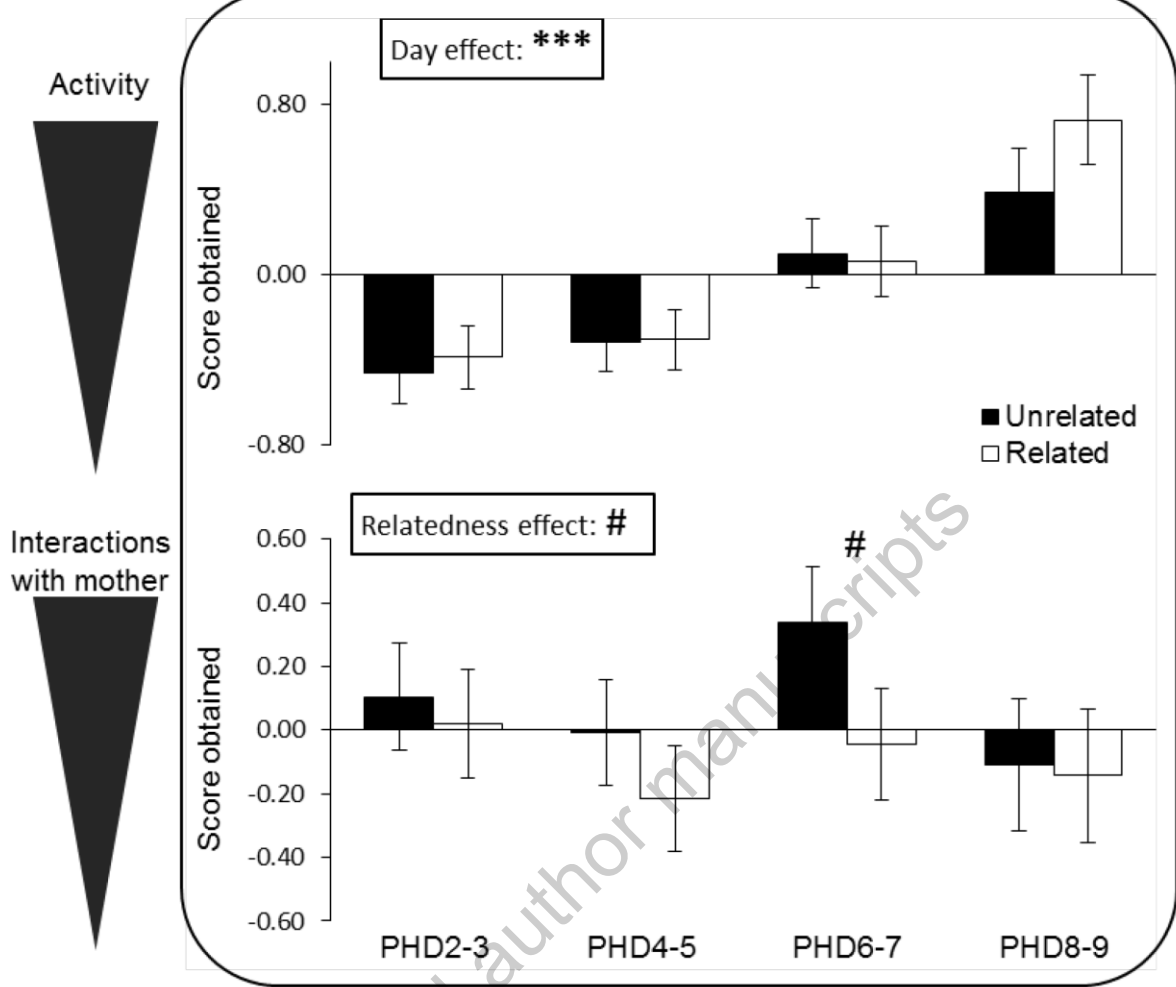 Activity
Day effect: ***
0.80
0.00
-0.80
Score obtained
Unrelated
Related
Interactions
with mother
Relatedness effect: #
#
0.60
0.40
0.20
0.00
-0.20
-0.40
-0.60
Score obtained
PHD2-3 PHD4-5 PHD6-7 PHD8-9
author manuscripts